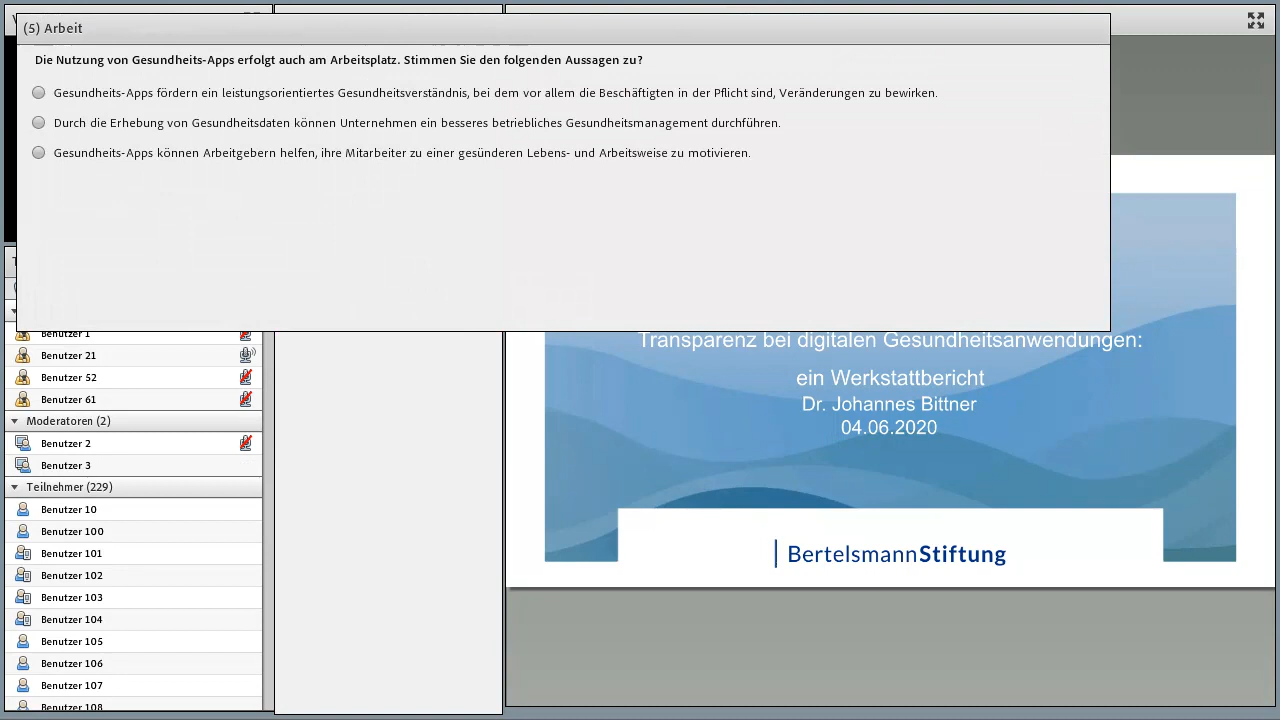 (5) Arbeit
Die Nutzung von Gesundheits-Apps erfolgt auch am Arbeitsplatz. Stimmen Sie den folgenden Aussagen zu?
Gesundheits-Apps fördern ein leistungsorientiertes Gesundheitsverständnis, bei dem vor allem die Beschäftigten in der Pflicht sind, Veränderungen zu bewirken.
Durch die Erhebung von Gesundheitsdaten können Unternehmen ein besseres betriebliches Gesundheitsmanagement durchführen.
Gesundheits-Apps können Arbeitgebern helfen, ihre Mitarbeiter zu einer gesünderen Lebens- und Arbeitsweise zu motivieren.
Benutzer 1
Benutzer 21
Benutzer 52
Benutzer 61
Moderatoren (2)
Benutzer 2
Benutzer 3
Teilnehmer (229)
Benutzer 10
Benutzer 100
Benutzer 101
Benutzer 102
Benutzer 103
Benutzer 104
Benutzer 105
Benutzer 106
Benutzer 107
Benutzer 108
Transparenz bei digitalen Gesundheitsanwendungen:
ein Werkstattbericht
Dr. Johannes Bittner
04.06.2020
BertelsmannStiftung